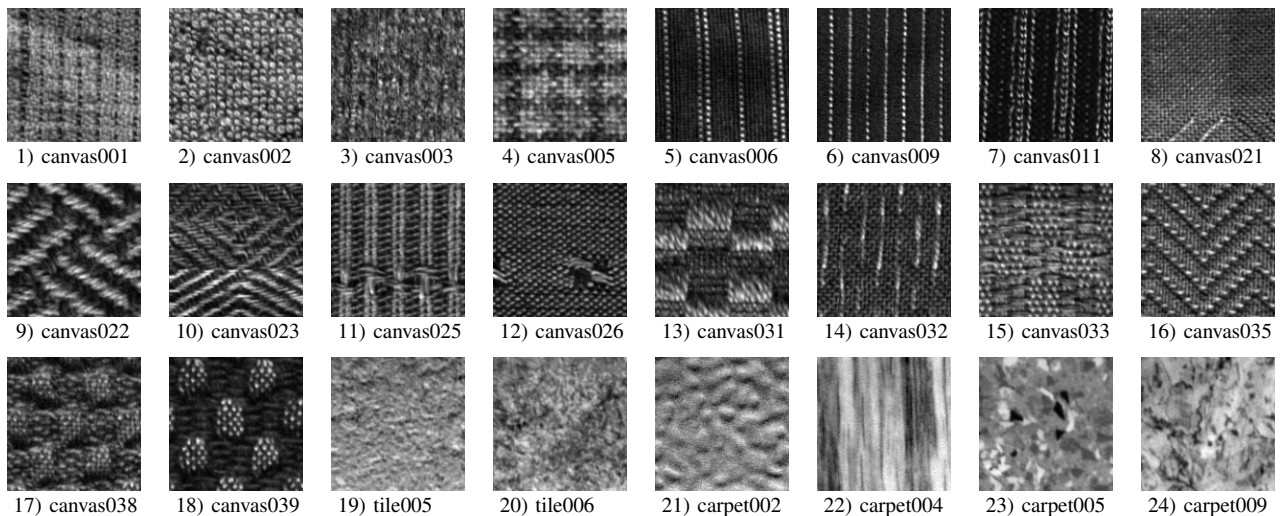 1) canvas001 2) canvas002 3) canvas003 4) canvas005 5) canvas006 6) canvas009 7) canvas011 8) canvas021
9) canvas022 10) canvas023 11) canvas025 12) canvas026 13) canvas031 14) canvas032 15) canvas033 16) canvas035
17) canvas038 18) canvas039 19) tile005 20) tile006 21) carpet002 22) carpet004 23) carpet005 24) carpet009